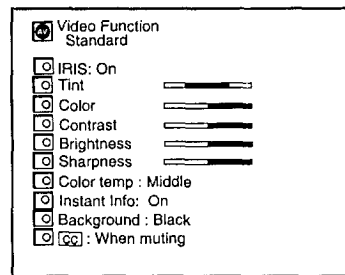 Video Function
Standard
IRIS: On
Tint
Color
Contrast
Brightness
Sharpness
Color temp : Middle
Instant Info: On
Background : Black
CC : When muting